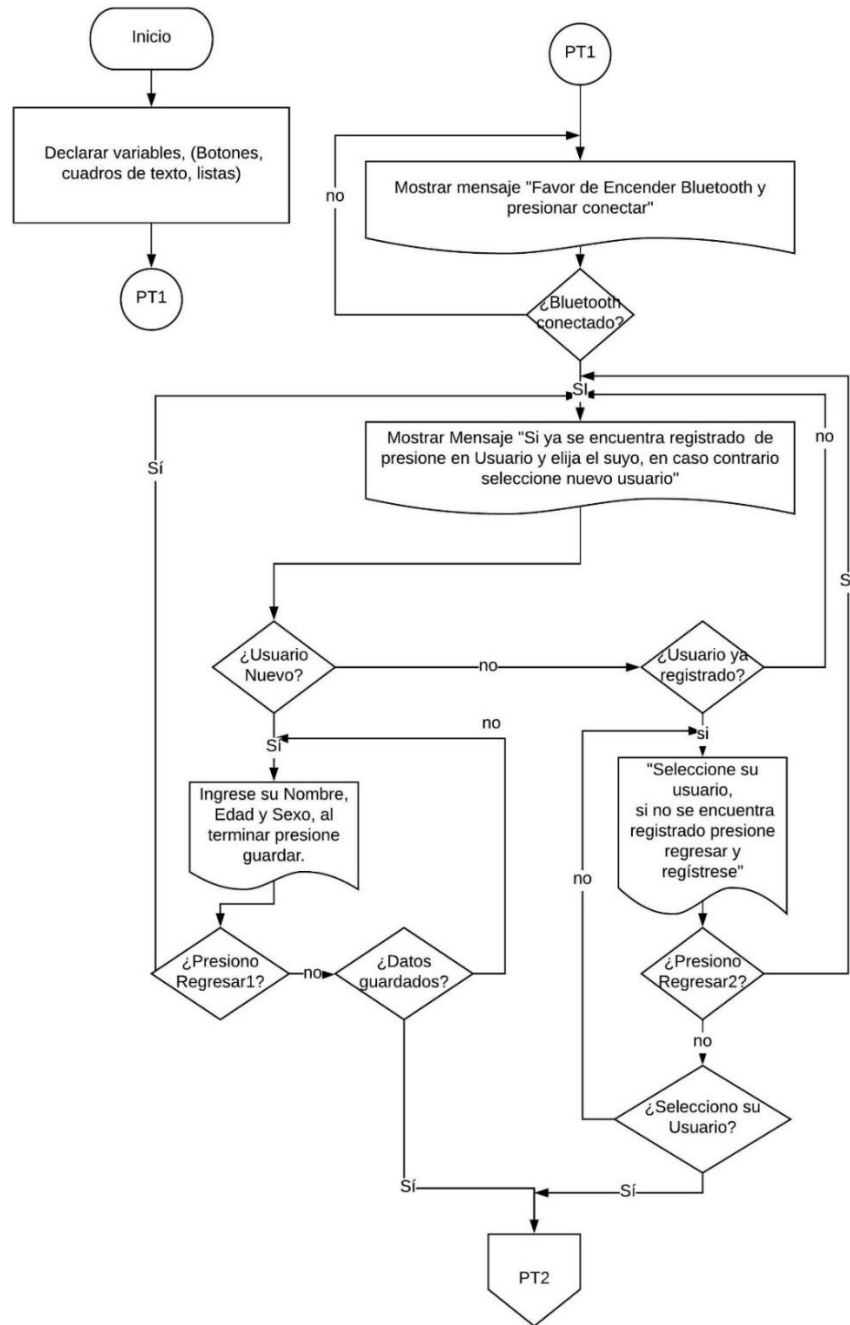 Inicio
Declarar variables, (Botones,
cuadros de texto, listas)
PT1
PT1
Mostrar mensaje "Favor de Encender Bluetooth y
presionar conectar"
no
¿Bluetooth
conectado?
SI
Mostrar Mensaje "Si ya se encuentra registrado de
presione en Usuario y elija el suyo, en caso contrario
seleccione nuevo usuario"
no
Sí
Sí
¿Usuario
Nuevo?
no
¿Usuario ya
registrado?
no
Sí
si
Ingrese su Nombre,
Edad y Sexo, al
terminar presione
guardar.
"Seleccione su
usuario,
si no se encuentra
registrado presione
regresar y
regístrese"
no
¿Presiono
Regresar1?
no
¿Datos
guardados?
¿Presiono
Regresar2?
no
¿Selecciono su
Usuario?
Sí
Sí
PT2